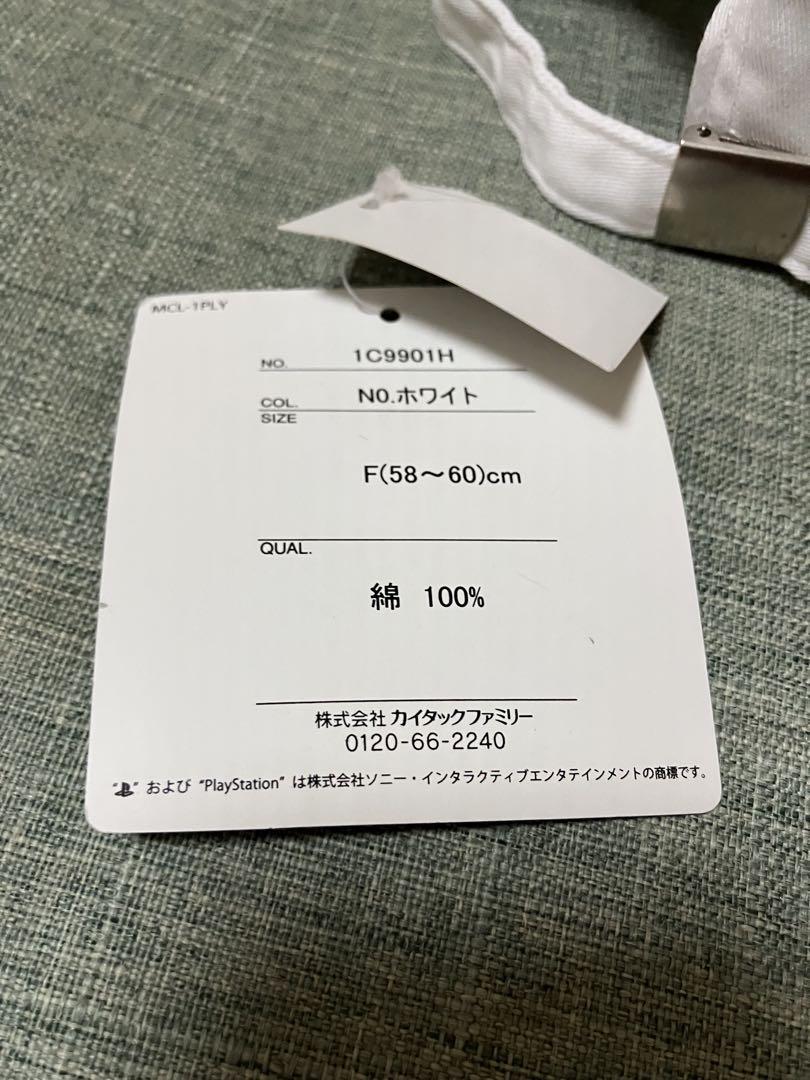 MCL-1PLY
NO. 1C9901H
COL. N0.ホワイト
SIZE
F(58～60)cm
QUAL.
綿 100%
株式会社 カイタックファミリー
0120-66-2240
“ ” および “PlayStation” は株式会社ソニー・インタラクティブエンタテインメントの商標です。